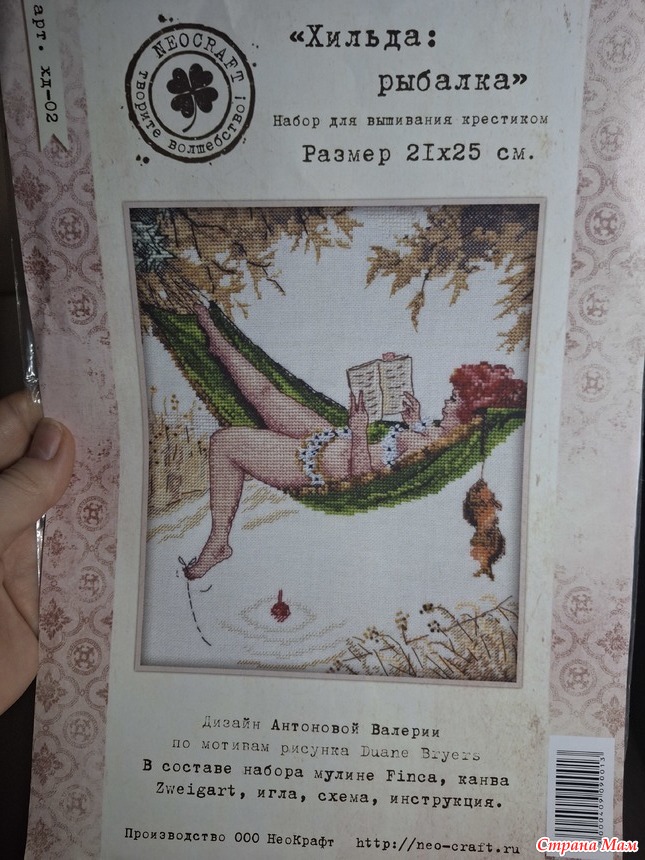 арт. хд-02
NEOCRAFT
творите волшебство!
«Хильда:
рыбалка»
Набор для вышивания крестиком
Размер 21х25 см.
Дизайн Антоновой Валерии
по мотивам рисунка Duane Bryers
В составе набора мулине Finca, канва
Zweigart, игла, схема, инструкция.
Производство ООО НеоКрафт http://neo-craft.ru
Страна Мам